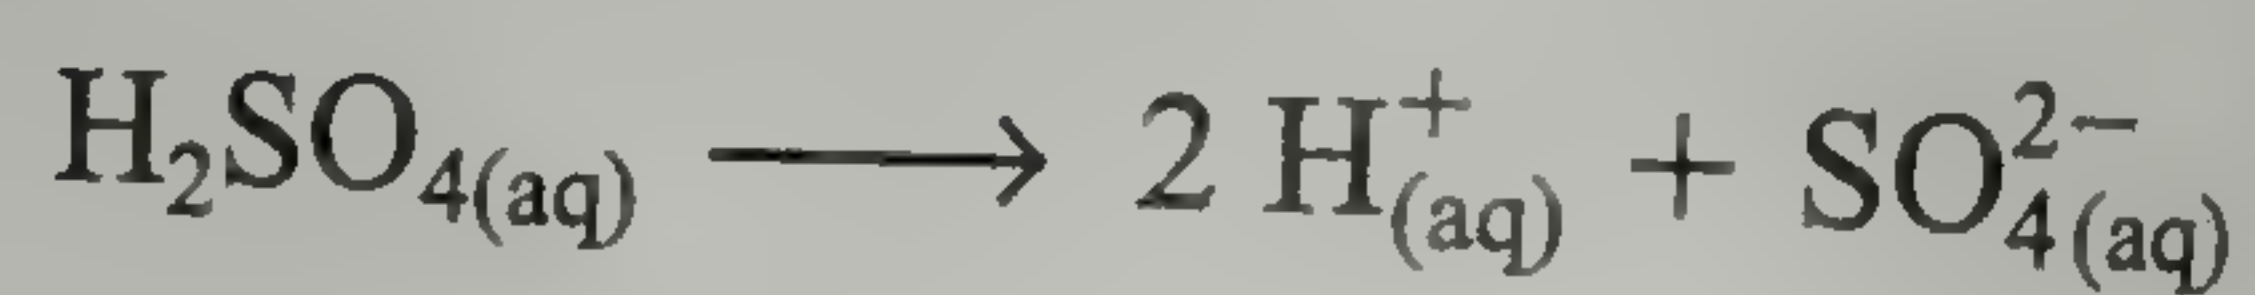 H₂SO₄(aq) ⟶ 2 H⁺(aq) + SO₄²⁻(aq)